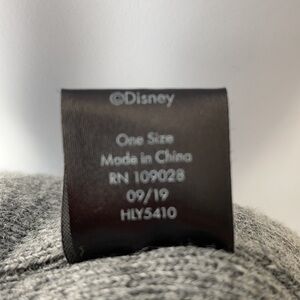 ©Disney
One Size
Made in China
RN 109028
09/19
HLY5410